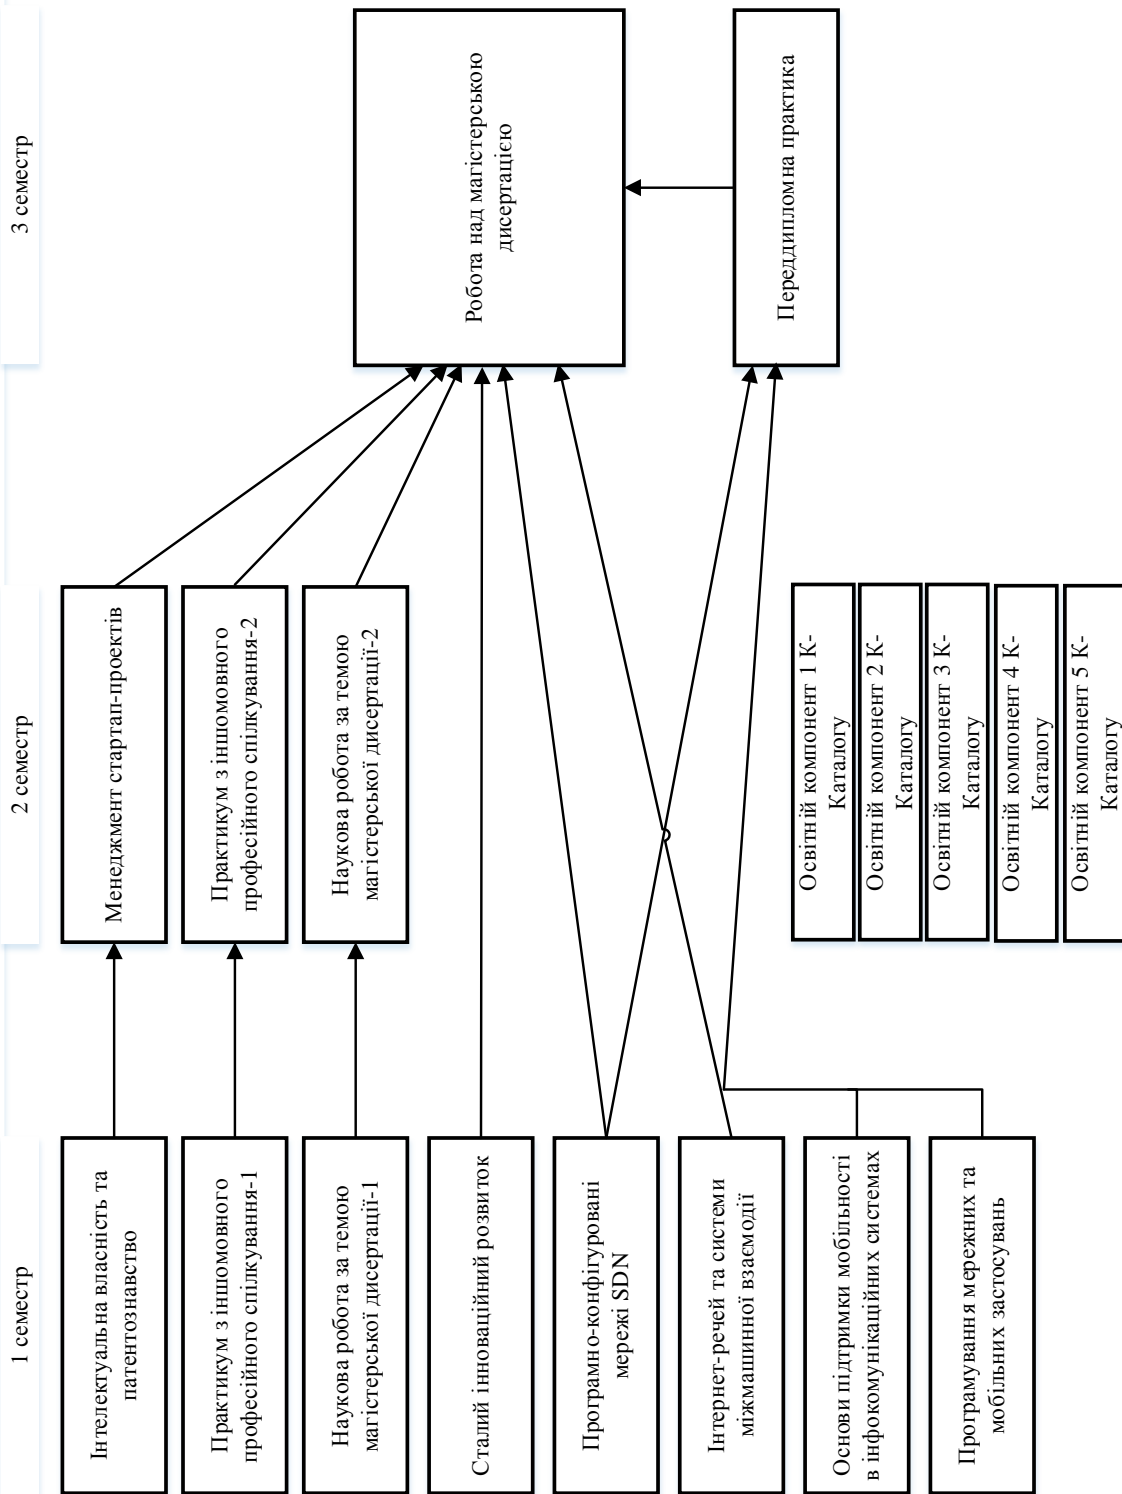 1 семестр
2 семестр
3 семестр
Інтелектуальна власність та
патентознавство
Практикум з іншомовного
професійного спілкування-1
Наукова робота за темою
магістерської дисертації-1
Сталий інноваційний розвиток
Програмно-конфігуровані
мережі SDN
Інтернет-речей та системи
міжмашинної взаємодії
Основи підтримки мобільності
в інфокомунікаційних системах
Програмування мережних та
мобільних застосувань
Менеджмент стартап-проектів
Практикум з іншомовного
професійного спілкування-2
Наукова робота за темою
магістерської дисертації-2
Освітній компонент 1 К-
Каталогу
Освітній компонент 2 К-
Каталогу
Освітній компонент 3 К-
Каталогу
Освітній компонент 4 К-
Каталогу
Освітній компонент 5 К-
Каталогу
Робота над магістерською
дисертацією
Переддипломна практика